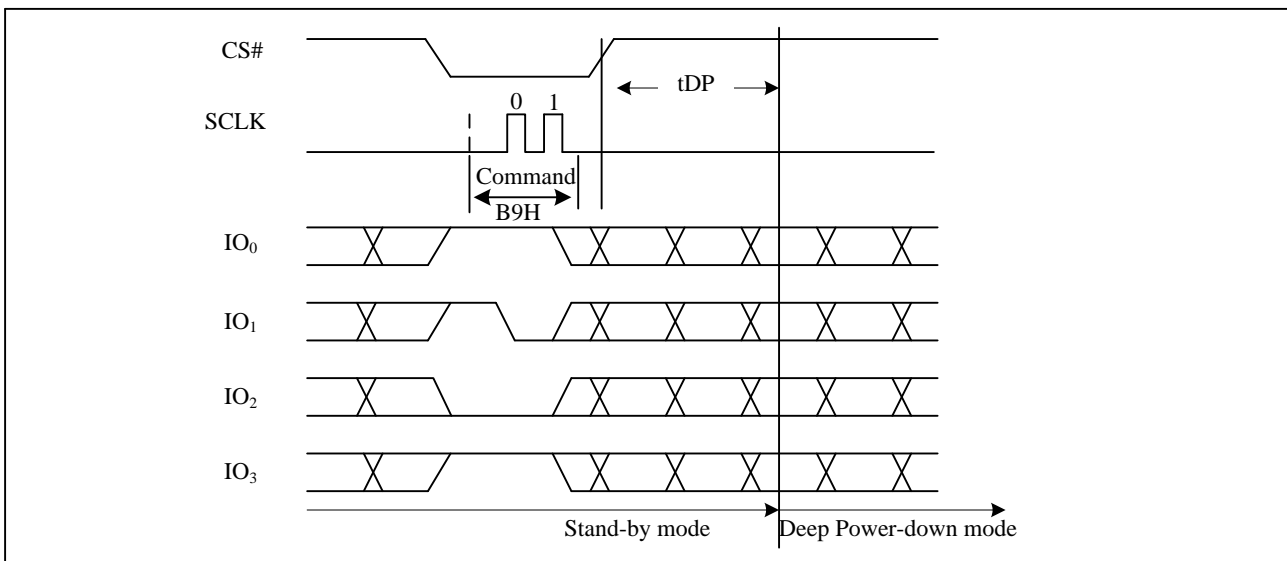 CS#
tDP
0 1
SCLK
Command
B9H
IO₀
IO₁
IO₂
IO₃
Stand-by mode
Deep Power-down mode